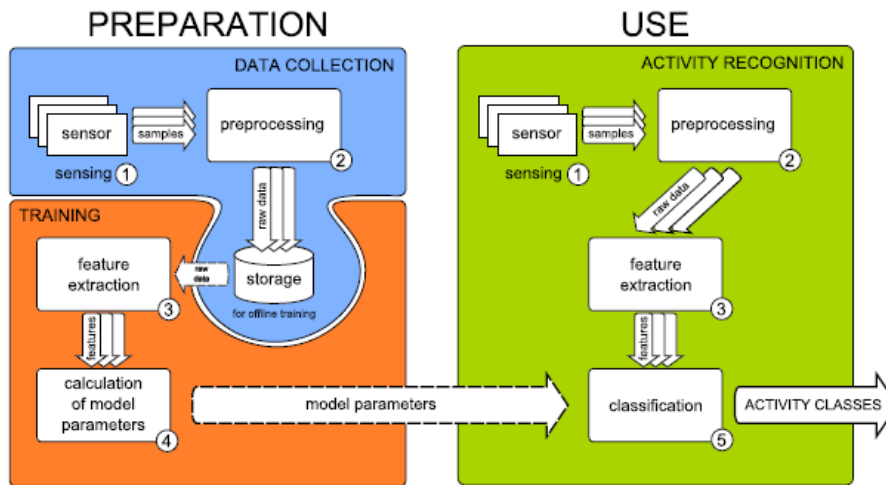 PREPARATION
DATA COLLECTION
sensor
samples
preprocessing
sensing 1
2
raw data
TRAINING
feature
extraction
3
raw
data
storage
for offline training
features
calculation
of model
parameters
4
model parameters
USE
ACTIVITY RECOGNITION
sensor
samples
preprocessing
sensing 1
2
raw data
feature
extraction
3
features
classification
5
ACTIVITY CLASSES